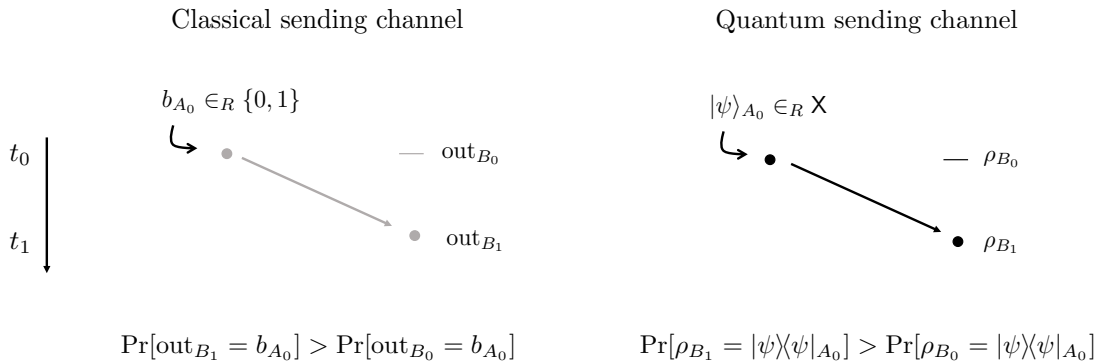 Classical sending channel
Quantum sending channel
b_{A_0} ∈_R {0, 1}
|ψ⟩_{A_0} ∈_R X
t_0
out_{B_0}
ρ_{B_0}
t_1
out_{B_1}
ρ_{B_1}
Pr[out_{B_1} = b_{A_0}] > Pr[out_{B_0} = b_{A_0}]
Pr[ρ_{B_1} = |ψ⟩⟨ψ|_{A_0}] > Pr[ρ_{B_0} = |ψ⟩⟨ψ|_{A_0}]